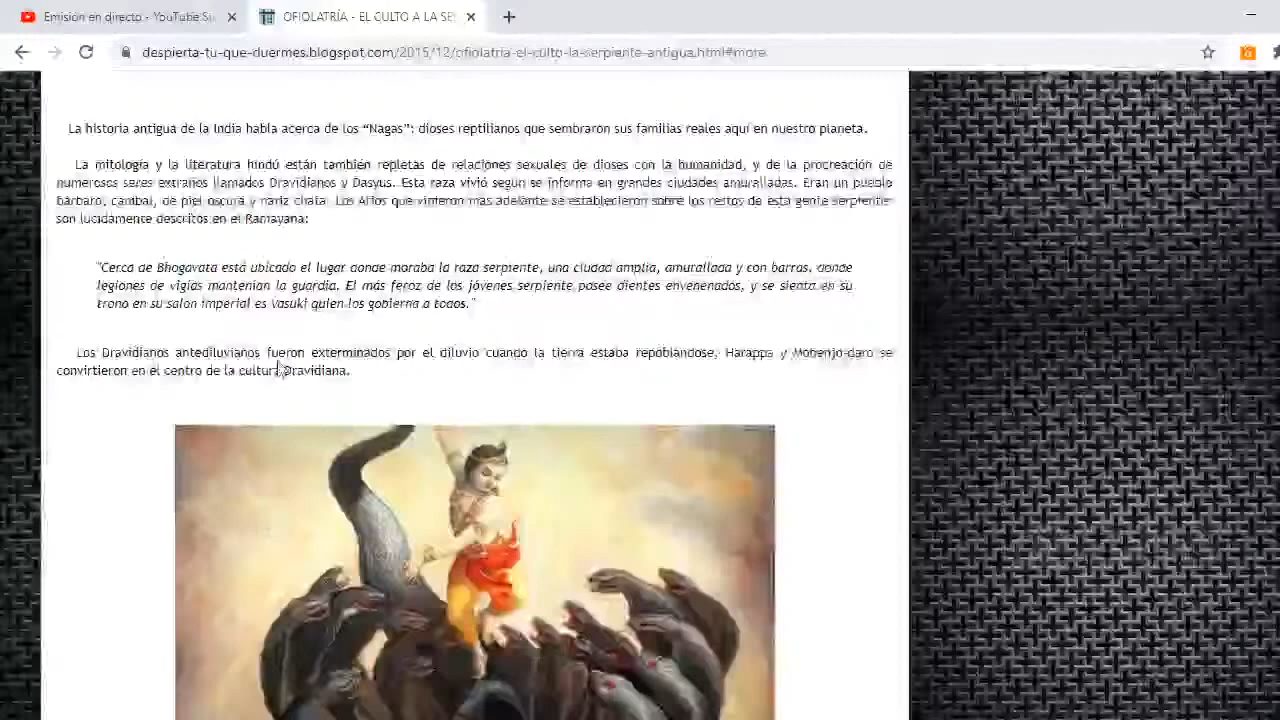 Emisión en directo - YouTube Su
OFIOLATRÍA - EL CULTO A LA SE
despierta-tu-que-duermes.blogspot.com/2015/12/ofiolatria-el-culto-la-serpiente-antigua.html#more
La historia antigua de la India habla acerca de los “Nagas”: dioses reptilianos que sembraron sus familias reales aquí en nuestro planeta.
La mitología y la literatura hindú están también repletas de relaciones sexuales de dioses con la humanidad, y de la procreación de
numerosos seres extraños llamados Dravidianos y Dasyus. Esta raza vivió según se informa en grandes ciudades amuralladas. Eran un pueblo
bárbaro, caníbal, de piel oscura y nariz chata. Los Arios que vinieron más adelante se establecieron sobre los restos de esta gente serpiente
son lucidamente descritos en el Ramayana:
"Cerca de Bhogavata está ubicado el lugar donde moraba la raza serpiente, una ciudad amplia, amurallada y con barras, donde
legiones de vigías mantenían la guardia. El más feroz de los jóvenes serpiente posee dientes envenenados, y se sienta en su
trono en su salón imperial es Vasuki quien los gobierna a todos."
Los Dravidianos antediluvianos fueron exterminados por el diluvio cuando la tierra estaba repoblándose, Harappa y Mohenjo-daro se
convirtieron en el centro de la cultura Dravidiana.